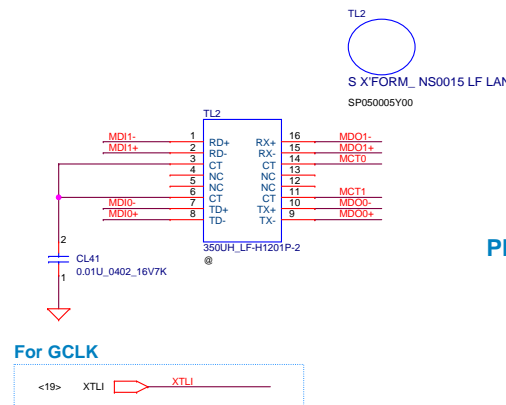 TL2
S X'FORM_ NS0015 LF LAN
SP050005Y00
TL2
MDI1- 1 RD+ RX+ 16 MDO1-
MDI1+ 2 RD- RX- 15 MDO1+
3 CT CT 14 MCT0
4 NC NC 13
5 NC NC 12
6 CT CT 11 MCT1
MDI0- 7 TD+ TX+ 10 MDO0-
MDI0+ 8 TD- TX- 9 MDO0+
350UH_LF-H1201P-2
@
2
CL41
0.01U_0402_16V7K
1
For GCLK
<19> XTLI XTLI